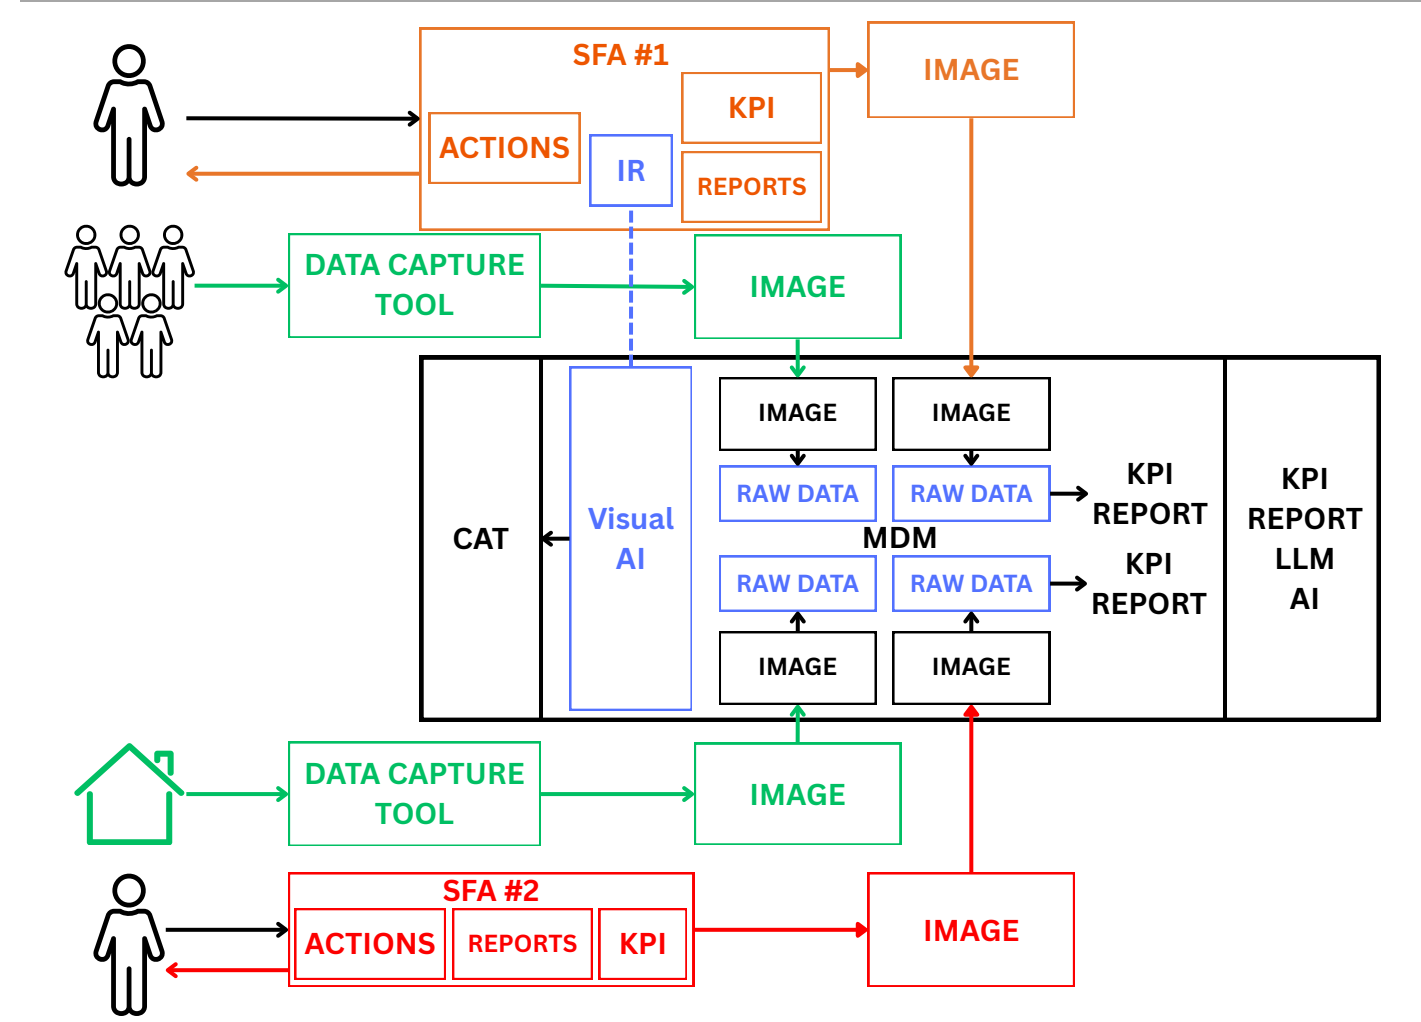 SFA #1
IMAGE
KPI
ACTIONS
IR
REPORTS
DATA CAPTURE
TOOL
IMAGE
IMAGE
IMAGE
RAW DATA
RAW DATA
KPI
REPORT
CAT
Visual
AI
MDM
KPI
REPORT
LLM
AI
RAW DATA
RAW DATA
KPI
REPORT
IMAGE
IMAGE
DATA CAPTURE
TOOL
IMAGE
SFA #2
ACTIONS
REPORTS
KPI
IMAGE